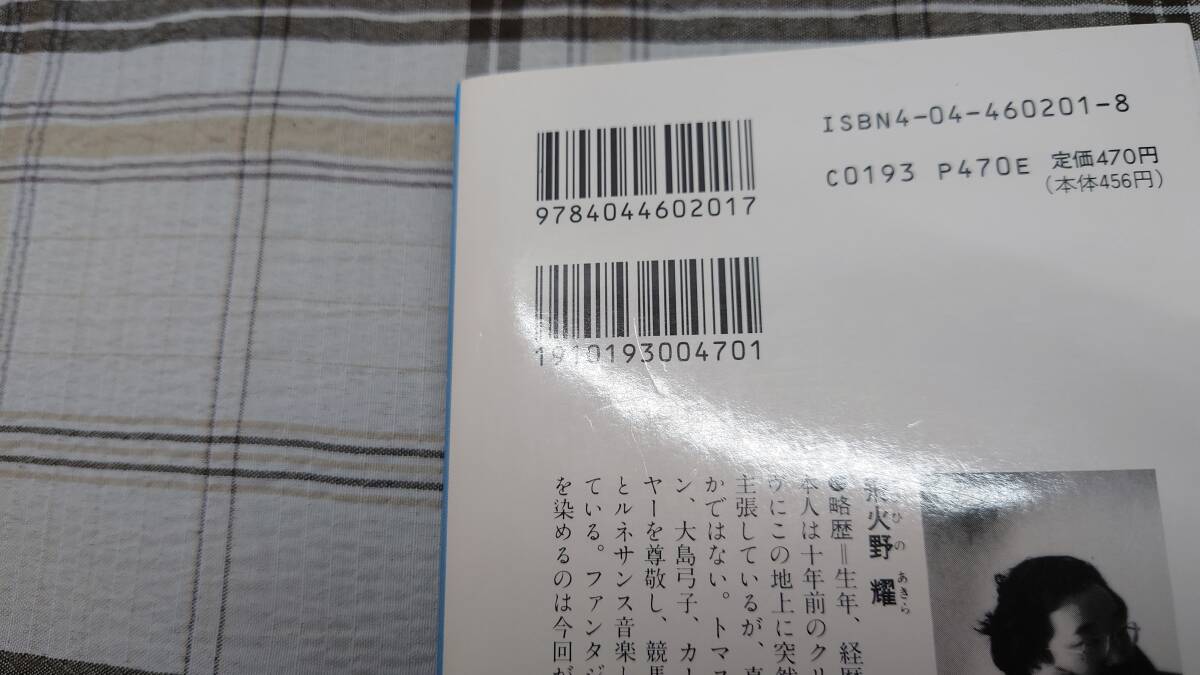 ISBN4-04-460201-8
C0193 P470E 定価470円
(本体456円)
9784044602017
1910193004701
火野 耀
ひの あきら
略歴=生年、経歴
本人は十年前のクリ
ヴにこの地上に突然
主張しているが、真
かではない。トマス
ン、大島弓子、カー
ヤーを尊敬し、競馬
とルネサンス音楽し
ている。ファンタジ
を染めるのは今回が